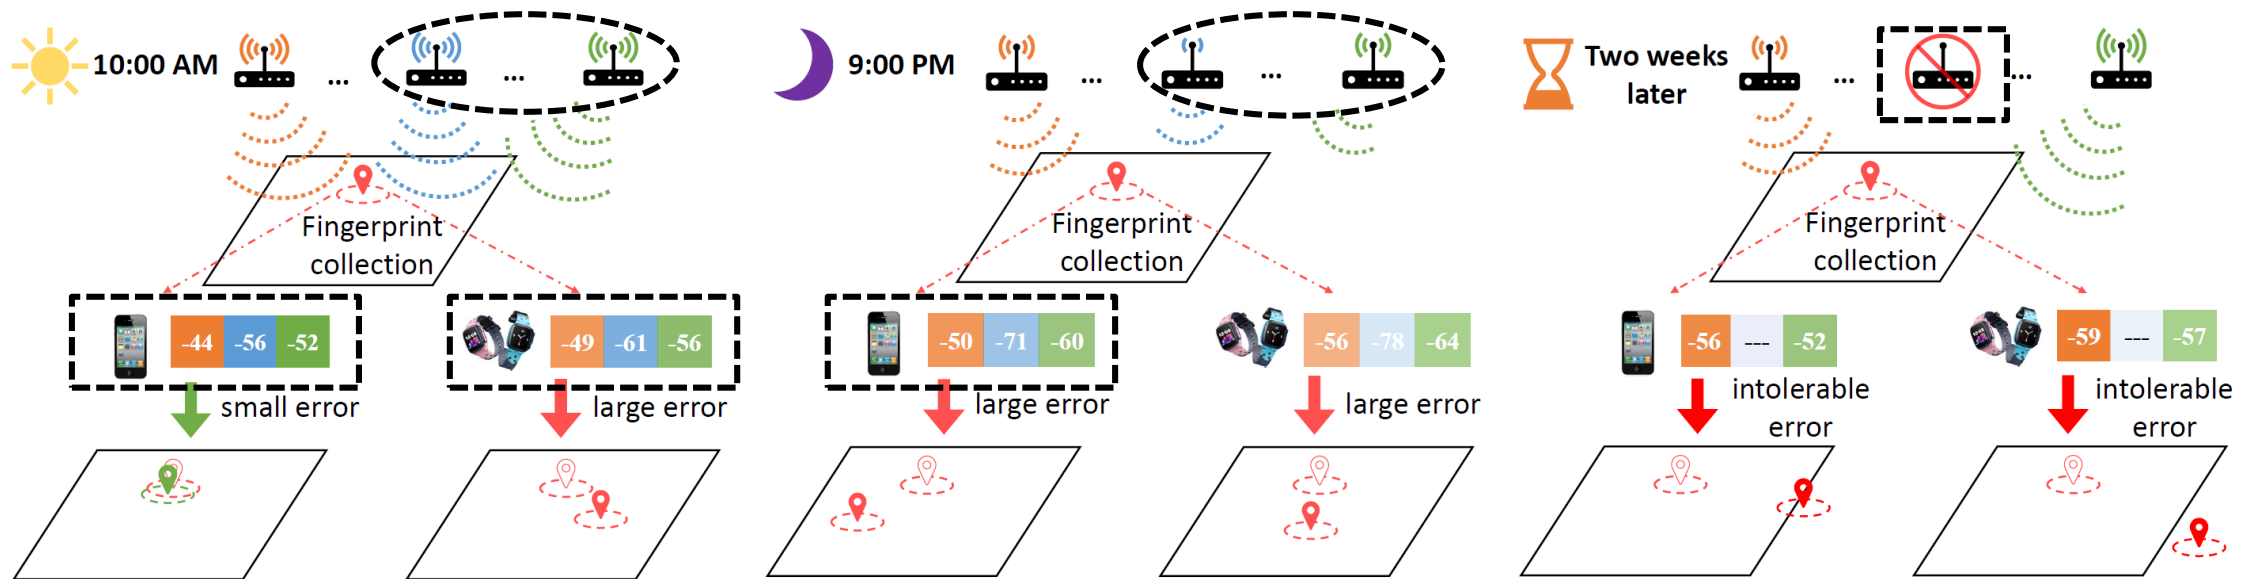 10:00 AM
...
...
Fingerprint
collection
-44 -56 -52
small error
-49 -61 -56
large error
9:00 PM
...
...
Fingerprint
collection
-50 -71 -60
large error
-56 -78 -64
large error
Two weeks
later
...
...
Fingerprint
collection
-56 --- -52
intolerable
error
-59 --- -57
intolerable
error